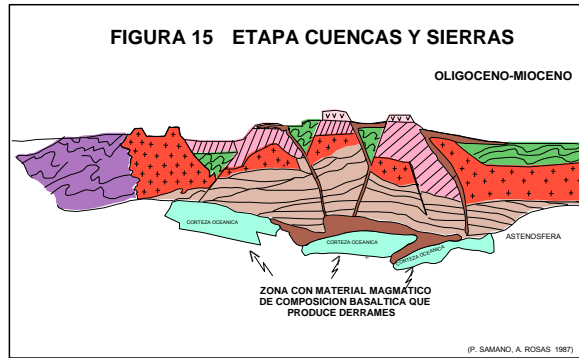 FIGURA 15 ETAPA CUENCAS Y SIERRAS
OLIGOCENO-MIOCENO
v v v
v v v
CORTEZA OCEANICA
CORTEZA OCEANICA
CORTEZA OCEANICA
ASTENOSFERA
ZONA CON MATERIAL MAGMATICO
DE COMPOSICION BASALTICA QUE
PRODUCE DERRAMES
(P. SAMANO, A. ROSAS 1987)